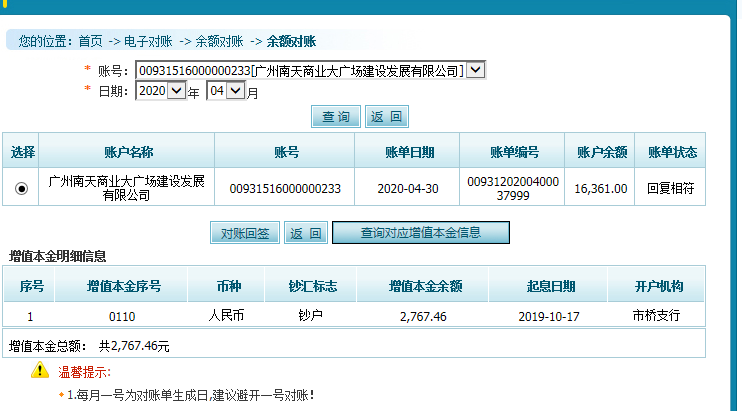 您的位置：首页 -> 电子对账 -> 余额对账 -> 余额对账
* 账号: 00931516000000233[广州南天商业大广场建设发展有限公司]
* 日期: 2020 年 04 月
查询 返回
选择 账户名称 账号 账单日期 账单编号 账户余额 账单状态
广州南天商业大广场建设发展有限公司 00931516000000233 2020-04-30 0093120200400037999 16,361.00 回复相符
对账回签 返回 查询对应增值本金信息
增值本金明细信息
序号 增值本金序号 币种 钞汇标志 增值本金余额 起息日期 开户机构
1 0110 人民币 钞户 2,767.46 2019-10-17 市桥支行
增值本金总额： 共2,767.46元
温馨提示:
1.每月一号为对账单生成日,建议避开一号对账!